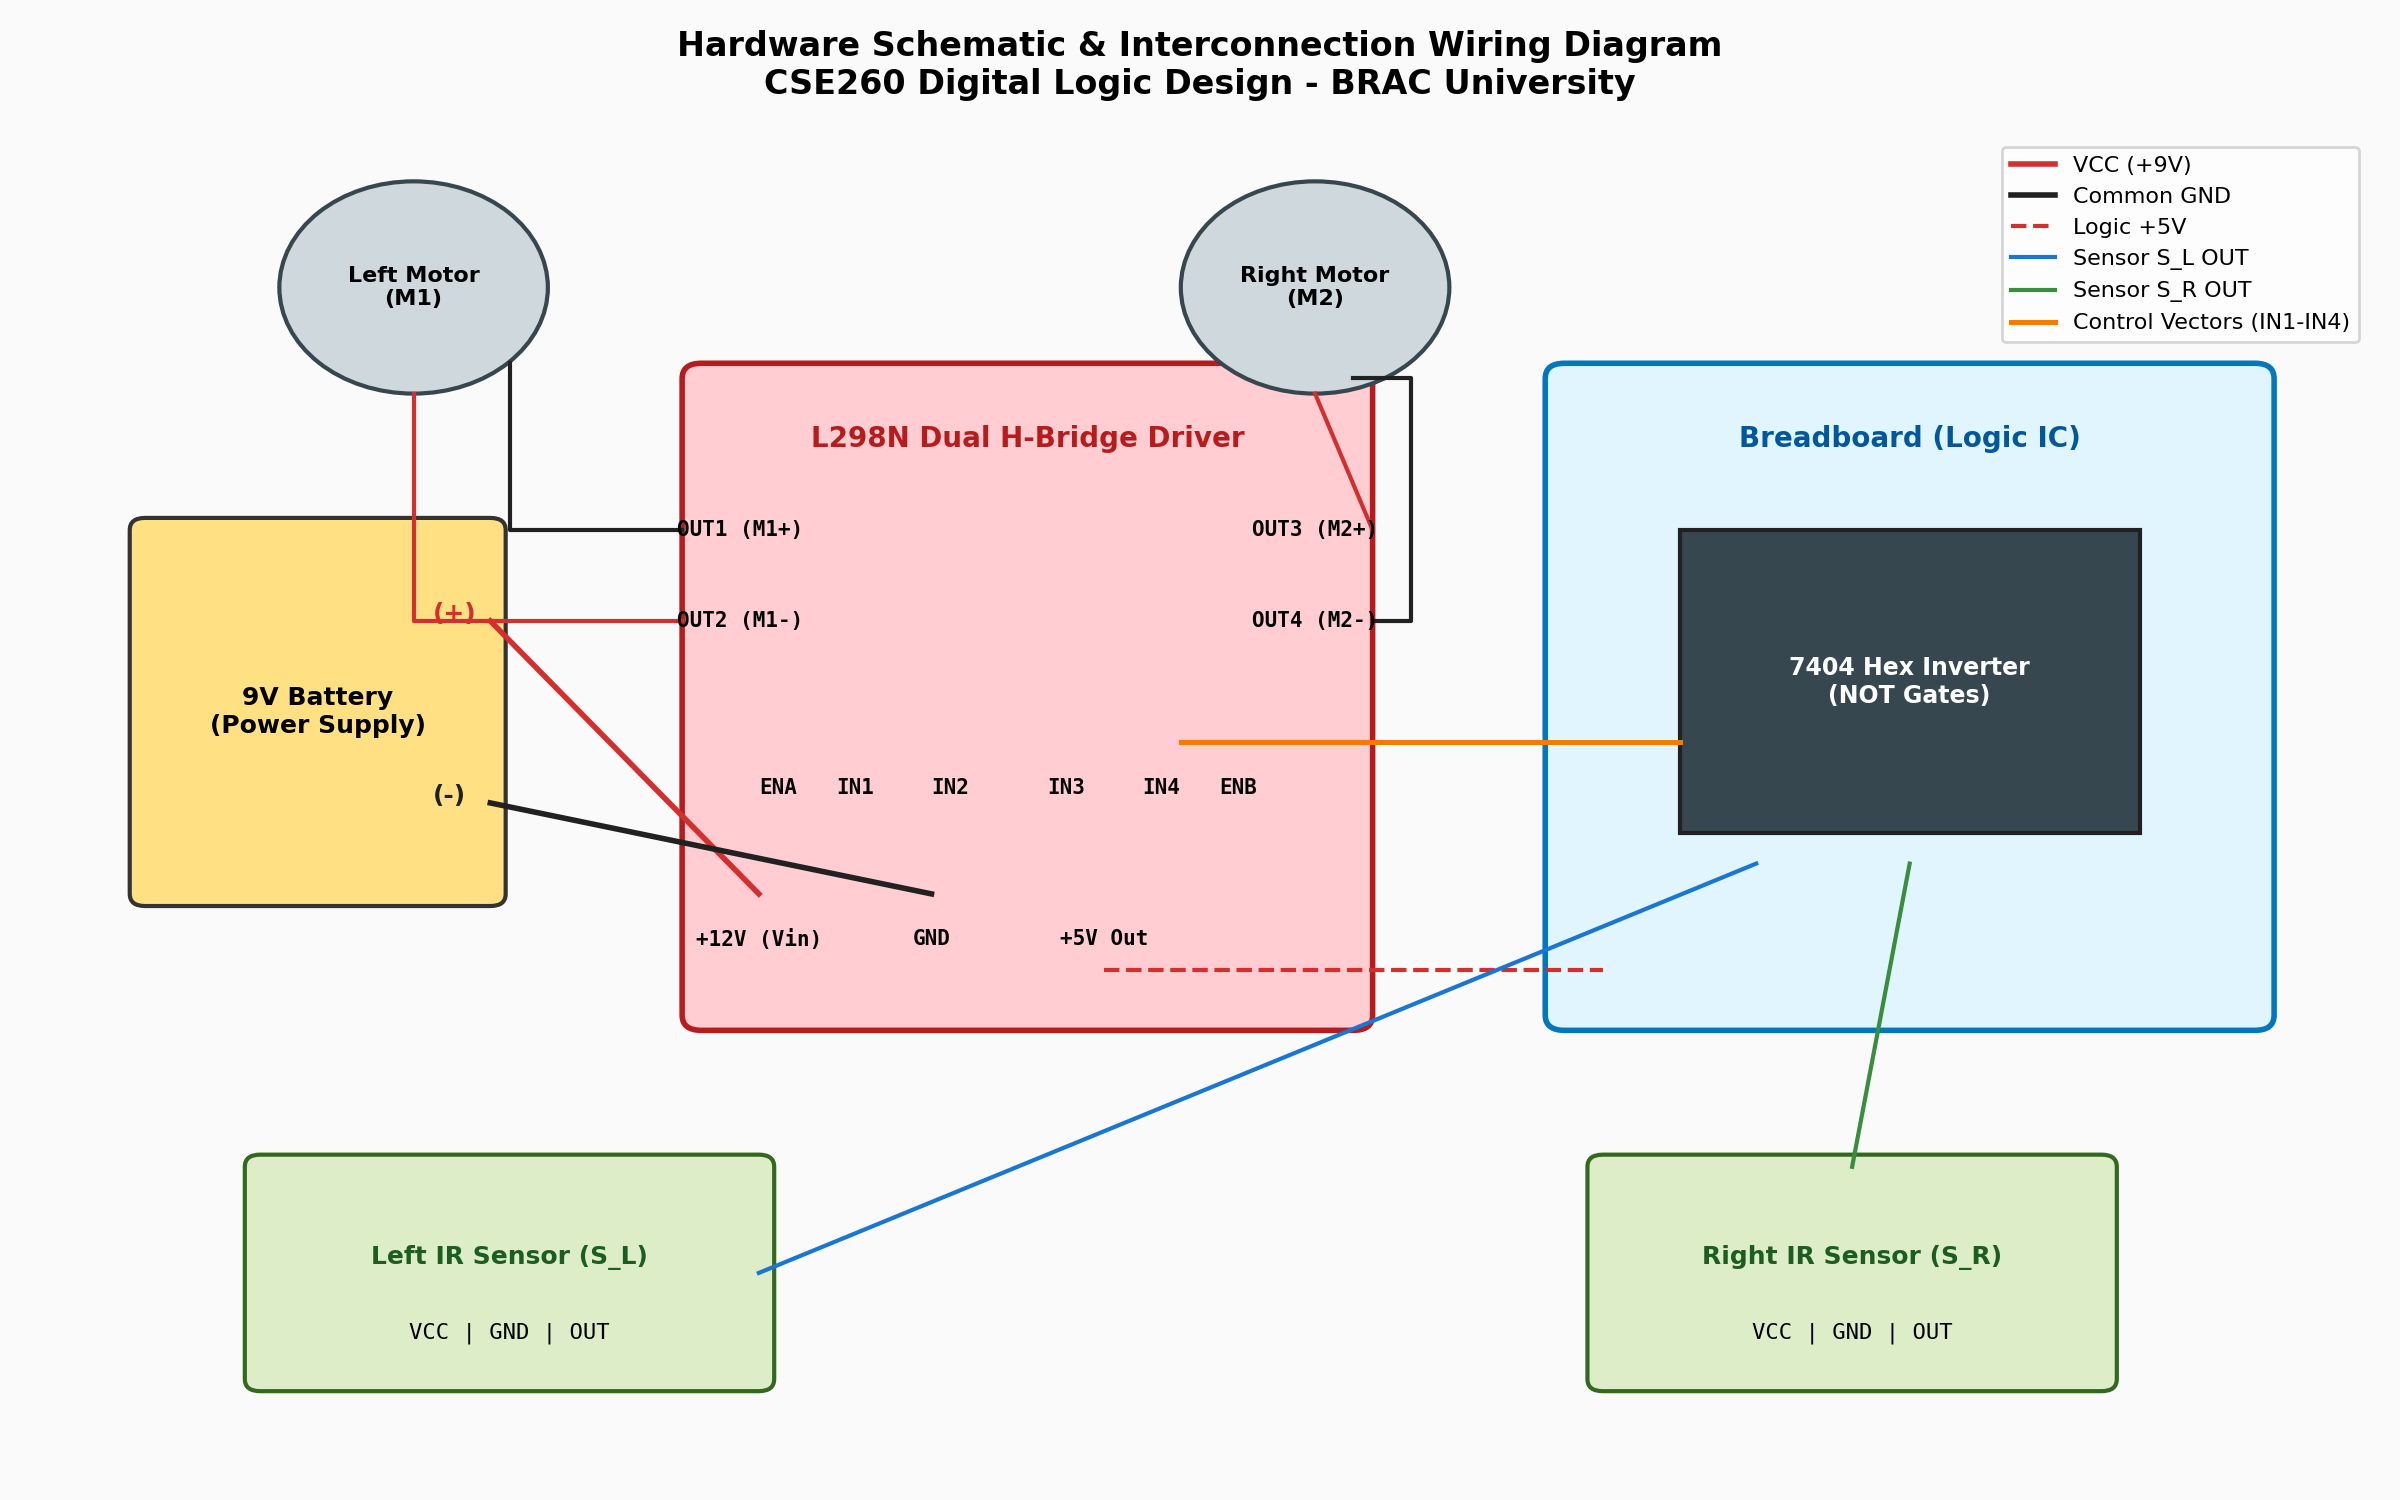 Hardware Schematic & Interconnection Wiring Diagram
CSE260 Digital Logic Design - BRAC University
VCC (+9V)
Common GND
Logic +5V
Sensor S_L OUT
Sensor S_R OUT
Control Vectors (IN1-IN4)
Left Motor
(M1)
Right Motor
(M2)
L298N Dual H-Bridge Driver
OUT1 (M1+)
OUT3 (M2+)
OUT2 (M1-)
OUT4 (M2-)
ENA IN1 IN2 IN3 IN4 ENB
+12V (Vin) GND +5V Out
Breadboard (Logic IC)
7404 Hex Inverter
(NOT Gates)
(+)
9V Battery
(Power Supply)
(-)
Left IR Sensor (S_L)
VCC | GND | OUT
Right IR Sensor (S_R)
VCC | GND | OUT